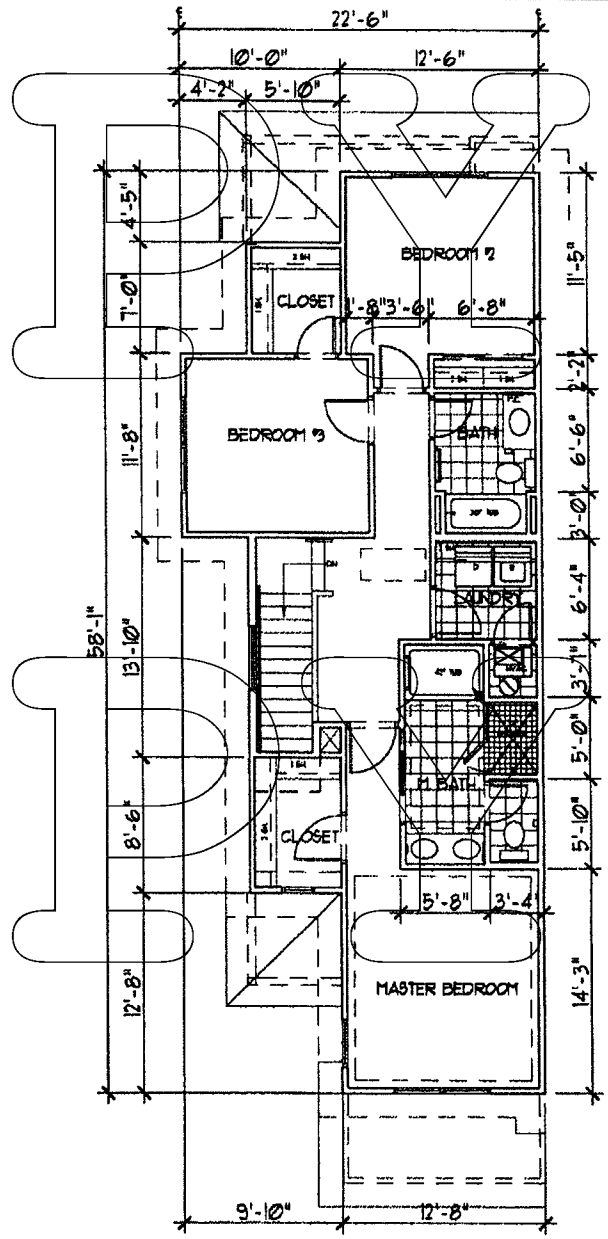 22'-6"
10'-0" 12'-6"
4'-2" 5'-10"
58'-1"
4'-5"
7'-0"
11'-8"
13'-10"
8'-6"
12'-8"
BEDROOM #2
11'-5"
CLOSET
1'-8" 3'-6" 6'-8"
2'-2"
BEDROOM #3
BATH
6'-6"
3'-0"
DN
LAUNDRY
6'-4"
3'-1"
5'-0"
M. BATH
CLOSET
5'-10"
5'-8" 3'-4"
MASTER BEDROOM
14'-3"
9'-10" 12'-8"